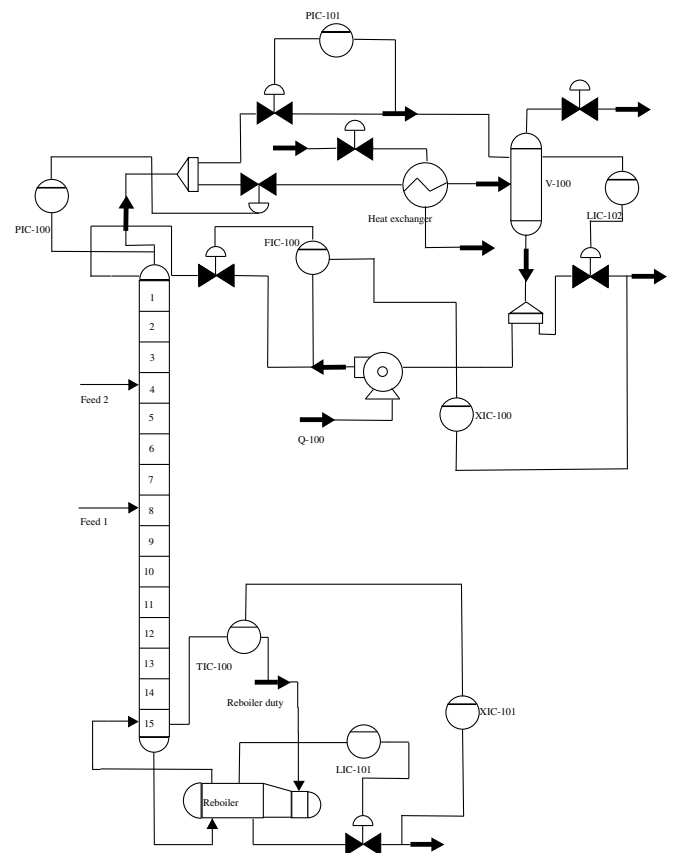 PIC-101
V-100
Heat exchanger
LIC-102
PIC-100
FIC-100
1
2
3
4
Feed 2
5
XIC-100
Q-100
6
7
8
Feed 1
9
10
11
12
13
TIC-100
14
Reboiler duty
15
XIC-101
LIC-101
Reboiler